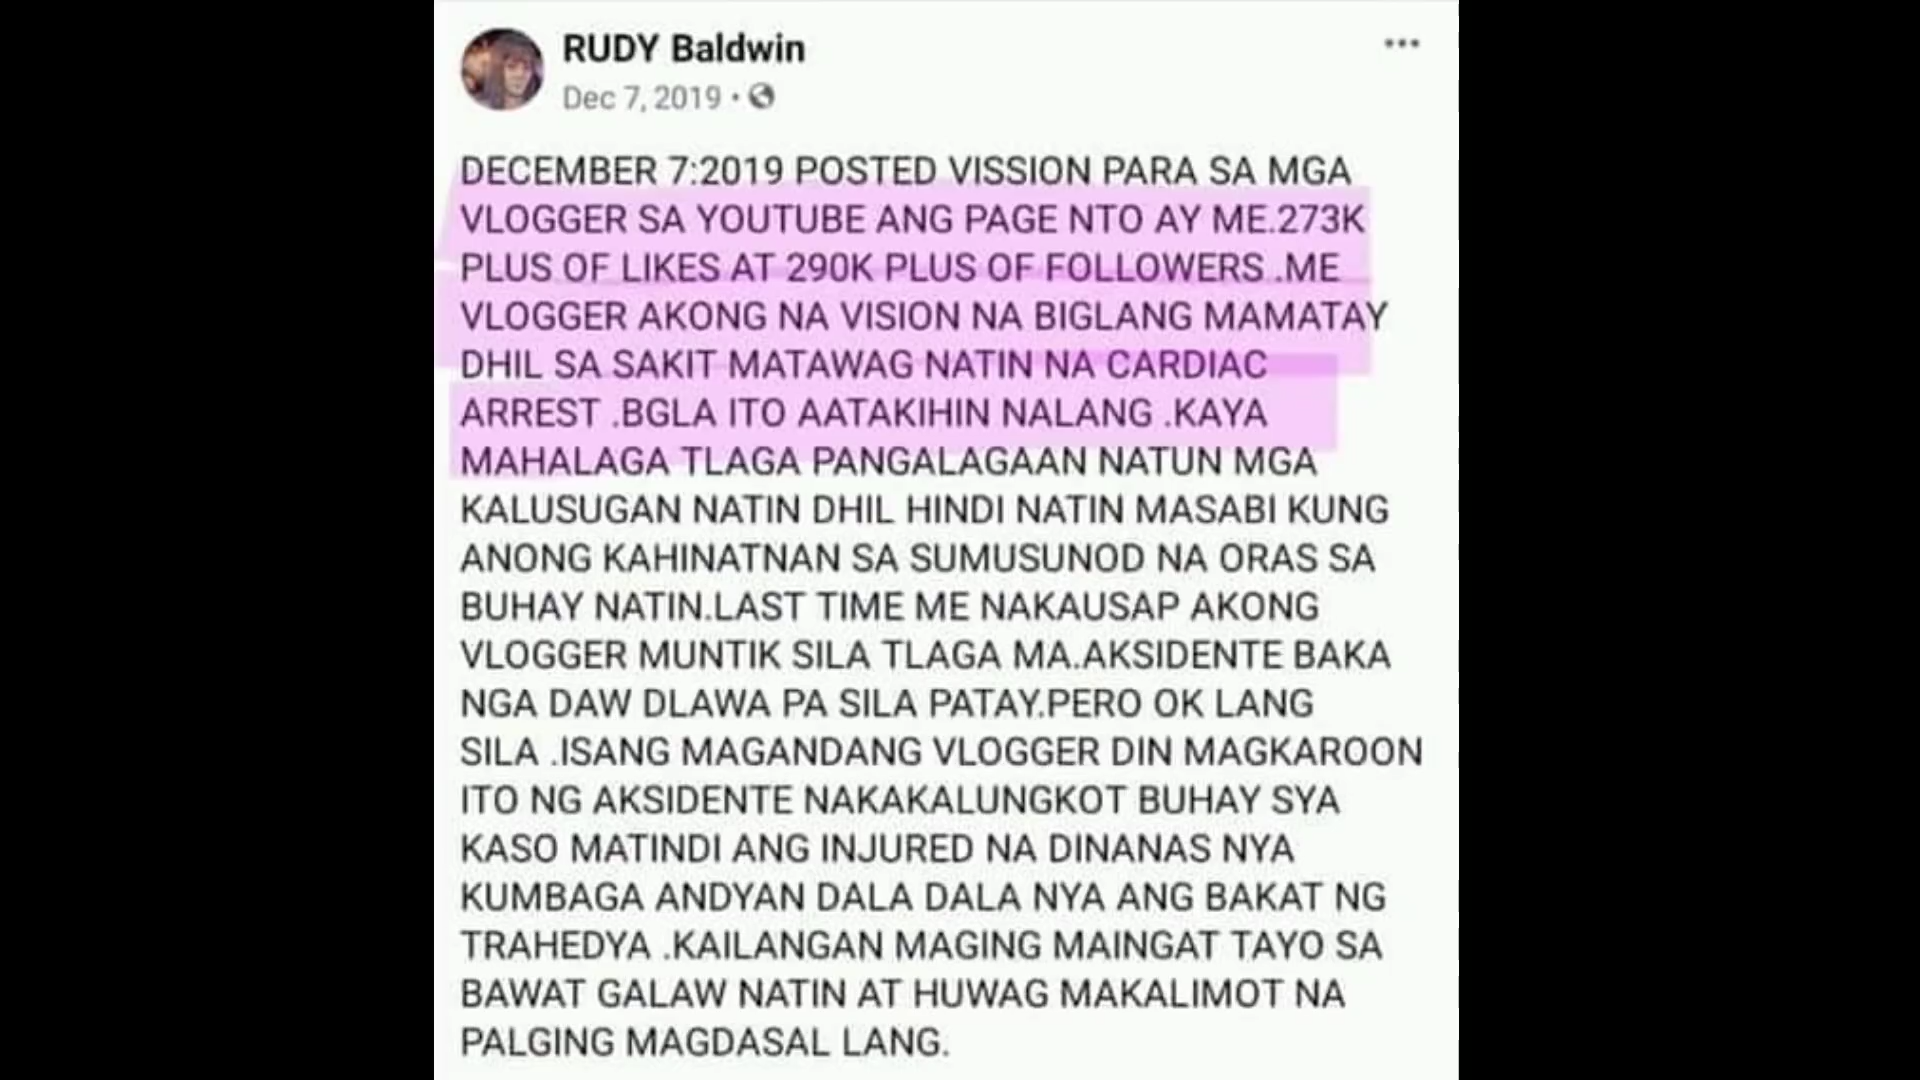 RUDY Baldwin
Dec 7, 2019 •
DECEMBER 7:2019 POSTED VISSION PARA SA MGA
VLOGGER SA YOUTUBE ANG PAGE NTO AY ME.273K
PLUS OF LIKES AT 290K PLUS OF FOLLOWERS .ME
VLOGGER AKONG NA VISION NA BIGLANG MAMATAY
DHIL SA SAKIT MATAWAG NATIN NA CARDIAC
ARREST .BGLA ITO AATAKIHIN NALANG .KAYA
MAHALAGA TLAGA PANGALAGAAN NATUN MGA
KALUSUGAN NATIN DHIL HINDI NATIN MASABI KUNG
ANONG KAHINATNAN SA SUMUSUNOD NA ORAS SA
BUHAY NATIN.LAST TIME ME NAKAUSAP AKONG
VLOGGER MUNTIK SILA TLAGA MA.AKSIDENTE BAKA
NGA DAW DLAWA PA SILA PATAY.PERO OK LANG
SILA .ISANG MAGANDANG VLOGGER DIN MAGKAROON
ITO NG AKSIDENTE NAKAKALUNGKOT BUHAY SYA
KASO MATINDI ANG INJURED NA DINANAS NYA
KUMBAGA ANDYAN DALA DALA NYA ANG BAKAT NG
TRAHEDYA .KAILANGAN MAGING MAINGAT TAYO SA
BAWAT GALAW NATIN AT HUWAG MAKALIMOT NA
PALGING MAGDASAL LANG.